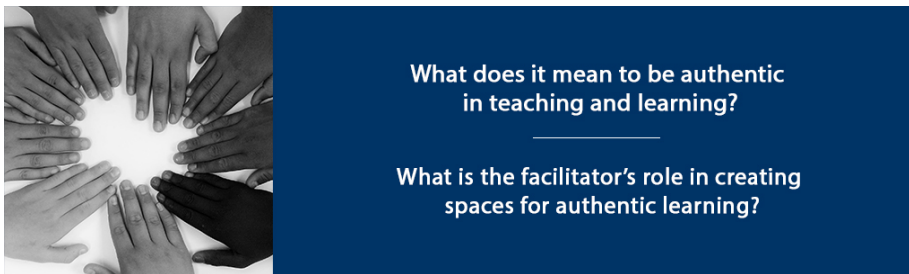 What does it mean to be authentic
in teaching and learning?
What is the facilitator’s role in creating
spaces for authentic learning?